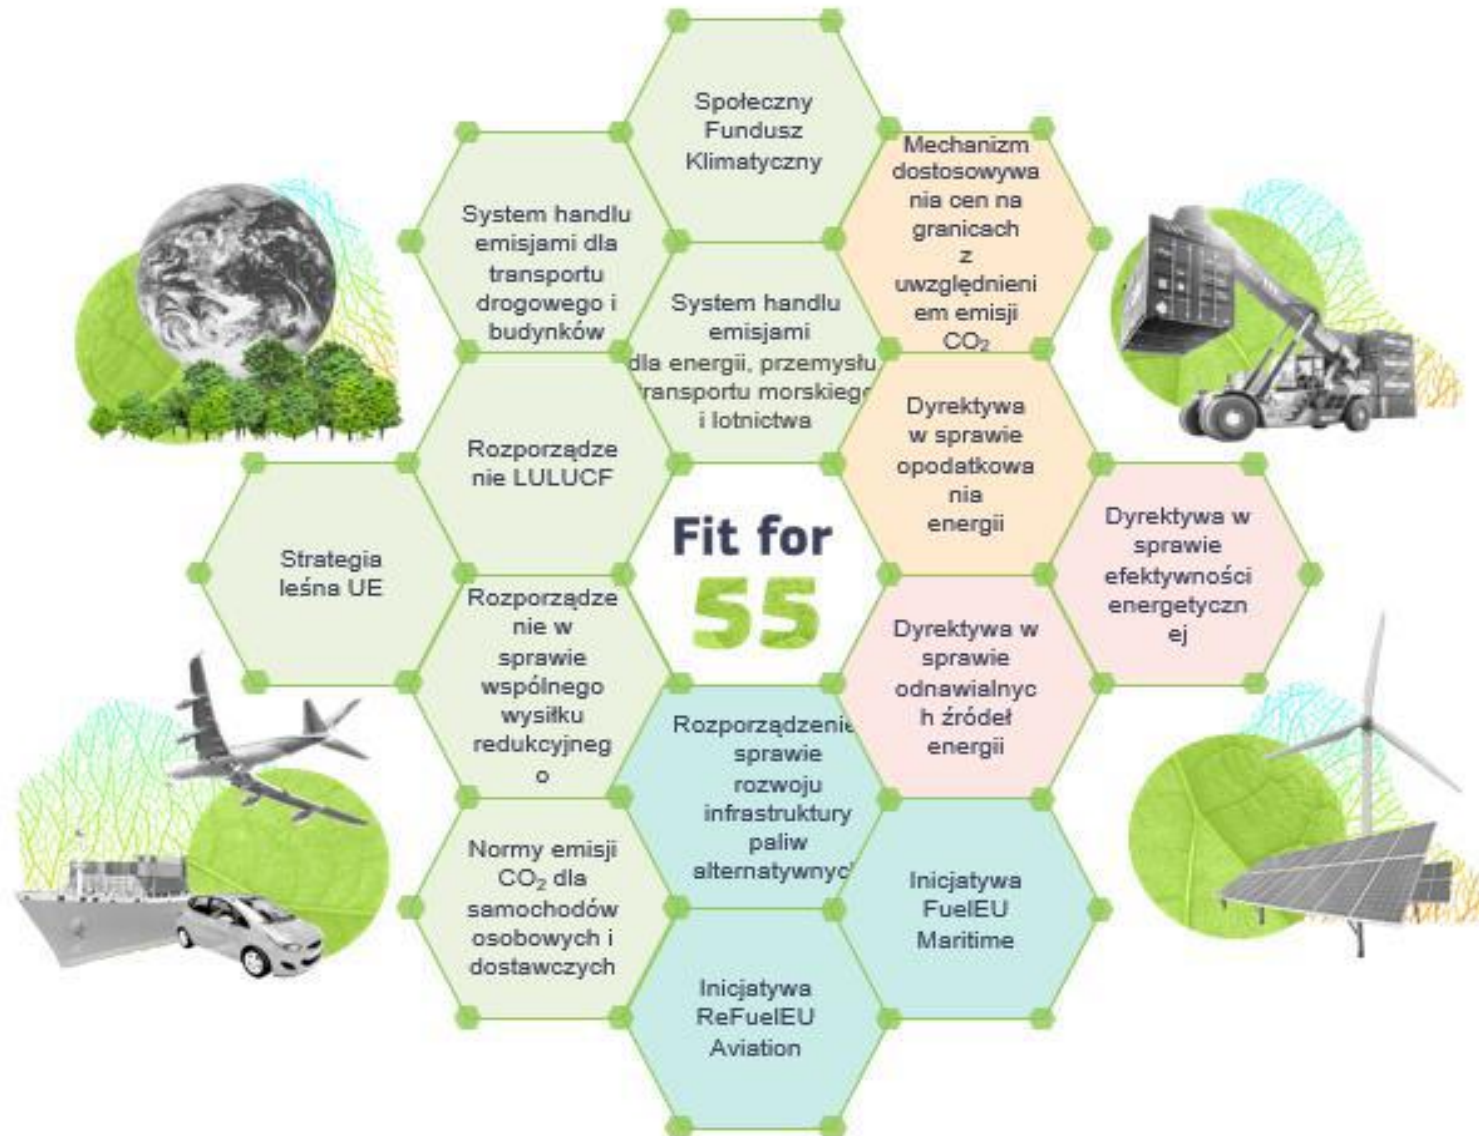 Społeczny
Fundusz
Klimatyczny
Mechanizm
dostosowywa
nia cen na
granicach
z
uwzględnieni
em emisji
CO₂
System handlu
emisjami dla
transportu
drogowego i
budynków
System handlu
emisjami
dla energii, przemysłu,
transportu morskiego
i lotnictwa
Rozporządze
nie LULUCF
Dyrektywa
w sprawie
opodatkowa
nia
energii
Strategia
leśna UE
Fit for
55
Dyrektywa w
sprawie
efektywności
energetyczn
ej
Rozporządze
nie w
sprawie
wspólnego
wysiłku
redukcyjneg
o
Dyrektywa w
sprawie
odnawialnyc
h źródeł
energii
Rozporządzenie
sprawie
rozwoju
infrastruktury
paliw
alternatywnych
Normy emisji
CO₂ dla
samochodów
osobowych i
dostawczych
Inicjatywa
FuelEU
Maritime
Inicjatywa
ReFuelEU
Aviation